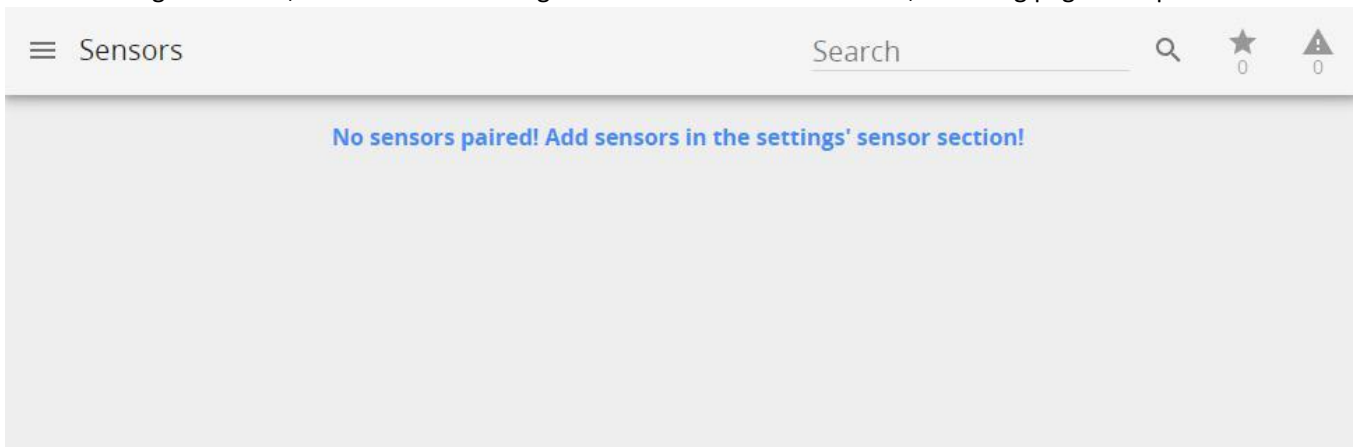 Sensors
Search
0
0
No sensors paired! Add sensors in the settings' sensor section!